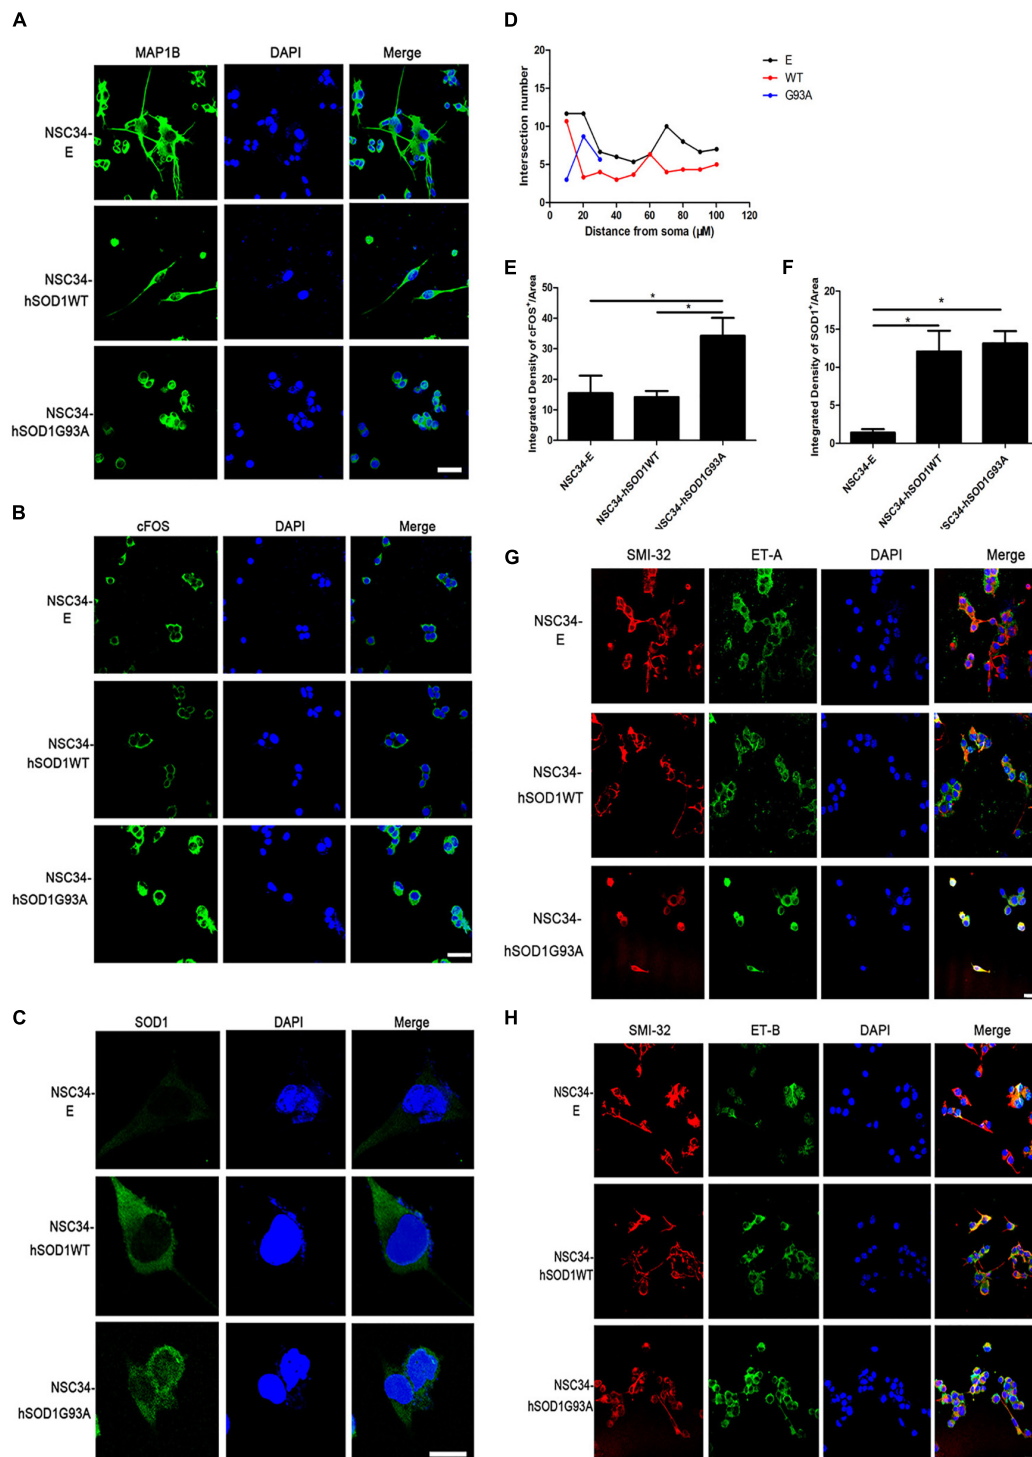 A
MAP1B DAPI Merge
NSC34-
E
NSC34-
hSOD1WT
NSC34-
hSOD1G93A
B
cFOS DAPI Merge
NSC34-
E
NSC34-
hSOD1WT
NSC34-
hSOD1G93A
C
SOD1 DAPI Merge
NSC34-
E
NSC34-
hSOD1WT
NSC34-
hSOD1G93A
D
Intersection number
20
15
10
5
0
0 20 40 60 80 100 120
Distance from soma (µM)
E
WT
G93A
E
Integrated Density of cFOS⁺/Area
50
40
30
20
10
0
* *
NSC34-E
NSC34-hSOD1WT
NSC34-hSOD1G93A
F
Integrated Density of SOD1⁺/Area
20
15
10
5
0
* *
NSC34-E
NSC34-hSOD1WT
NSC34-hSOD1G93A
G
SMI-32 ET-A DAPI Merge
NSC34-
E
NSC34-
hSOD1WT
NSC34-
hSOD1G93A
H
SMI-32 ET-B DAPI Merge
NSC34-
E
NSC34-
hSOD1WT
NSC34-
hSOD1G93A